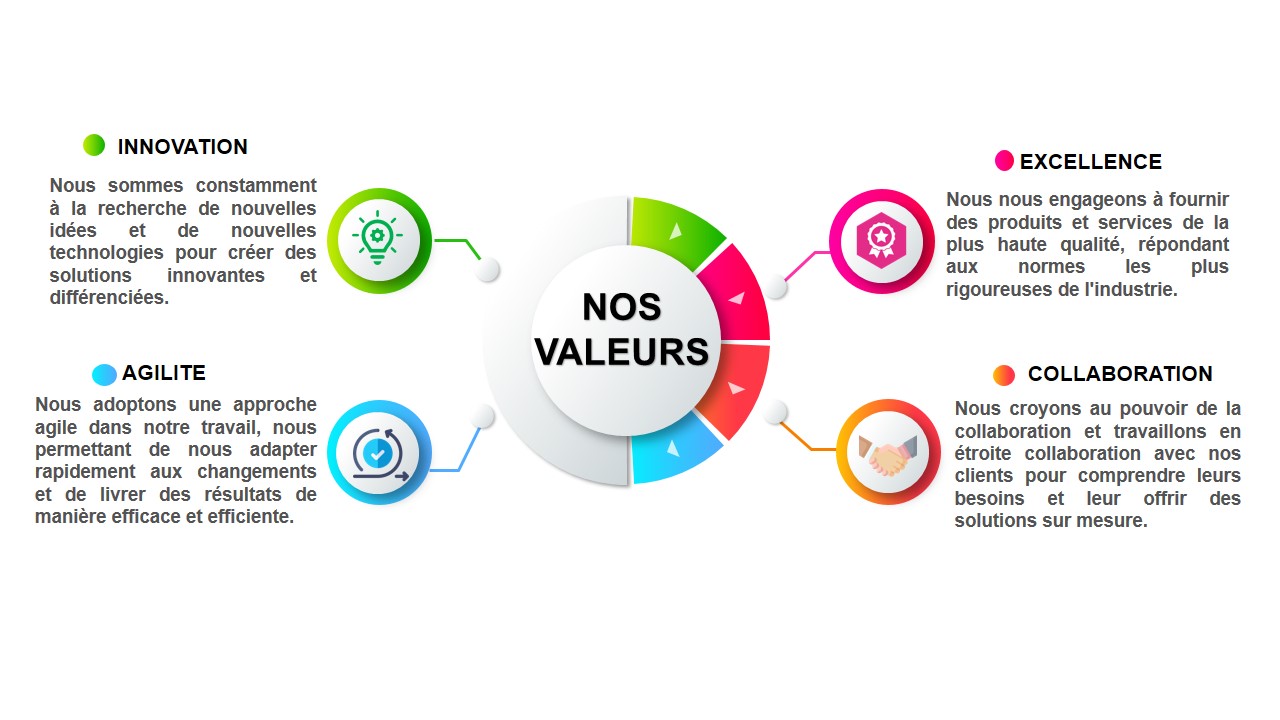 INNOVATION
Nous sommes constamment
à la recherche de nouvelles
idées et de nouvelles
technologies pour créer des
solutions innovantes et
différenciées.
AGILITE
Nous adoptons une approche
agile dans notre travail, nous
permettant de nous adapter
rapidement aux changements
et de livrer des résultats de
manière efficace et efficiente.
NOS
VALEURS
EXCELLENCE
Nous nous engageons à fournir
des produits et services de la
plus haute qualité, répondant
aux normes les plus
rigoureuses de l'industrie.
COLLABORATION
Nous croyons au pouvoir de la
collaboration et travaillons en
étroite collaboration avec nos
clients pour comprendre leurs
besoins et leur offrir des
solutions sur mesure.